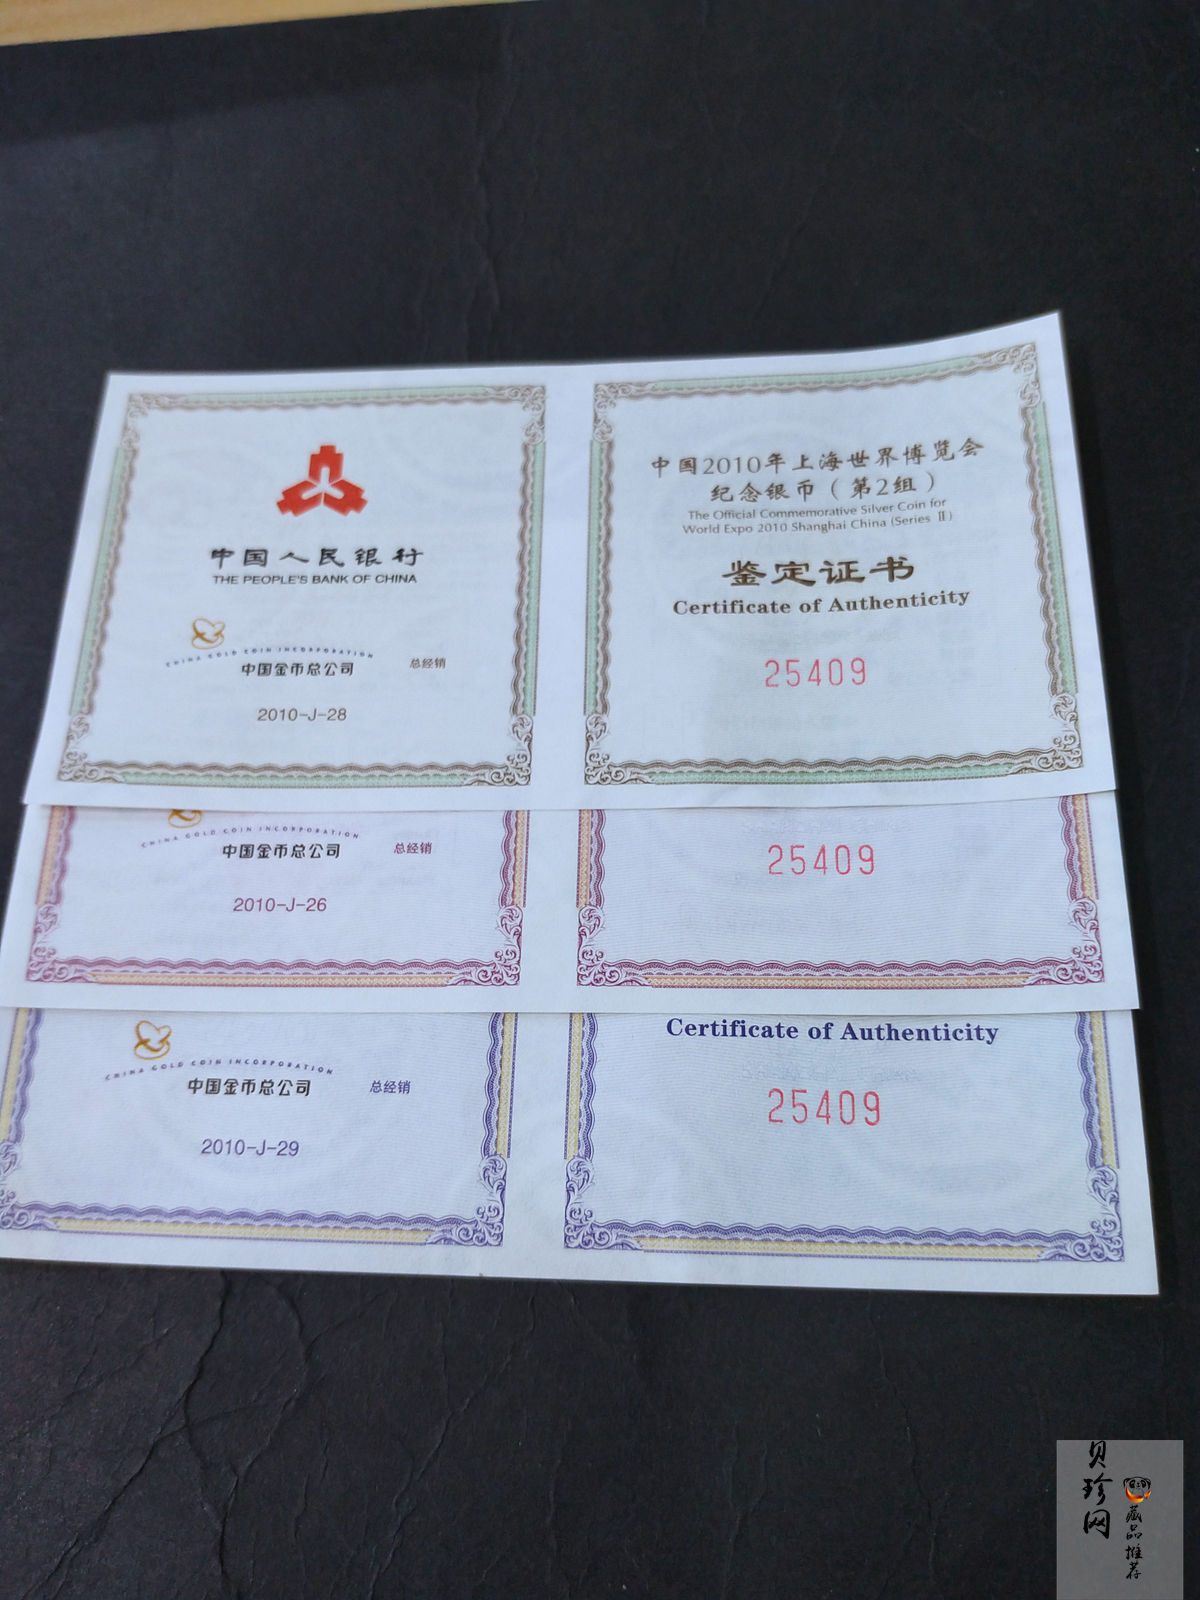 中国人民银行
THE PEOPLE'S BANK OF CHINA
CHINA GOLD COIN INCORPORATION
中国金币总公司
总经销
2010-J-28
中国2010年上海世界博览会
纪念银币（第2组）
The Official Commemorative Silver Coin for
World Expo 2010 Shanghai China (Series Ⅱ)
鉴定证书
Certificate of Authenticity
25409
CHINA GOLD COIN INCORPORATION
中国金币总公司
总经销
2010-J-26
25409
CHINA GOLD COIN INCORPORATION
中国金币总公司
总经销
2010-J-29
Certificate of Authenticity
25409
贝珍网
藏品推荐